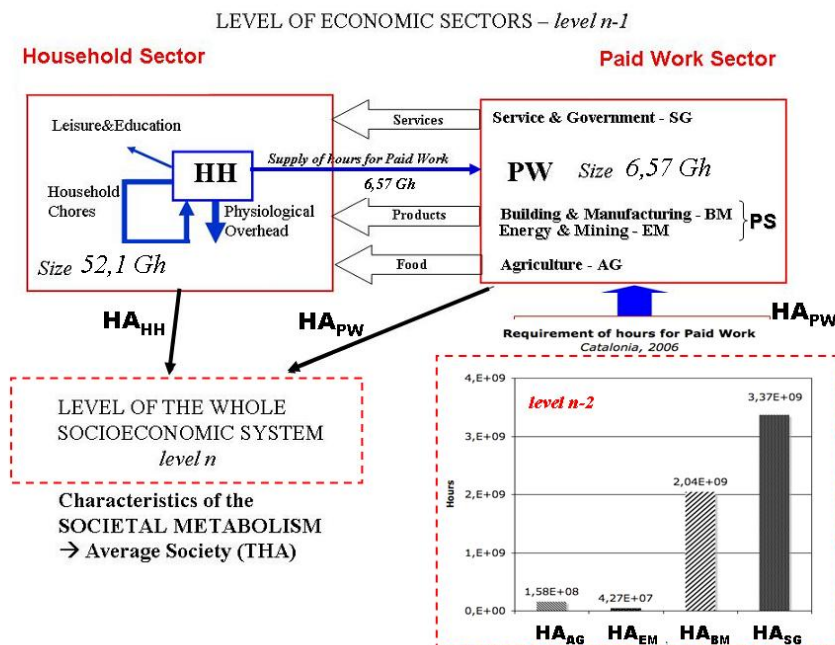 LEVEL OF ECONOMIC SECTORS – level n-1
Household Sector
Paid Work Sector
Leisure&Education
HH
Household
Chores
Physiological
Overhead
Size 52,1 Gh
Services
Supply of hours for Paid Work
6,57 Gh
Products
Food
Service & Government - SG
PW Size 6,57 Gh
Building & Manufacturing - BM
Energy & Mining - EM
PS
Agriculture - AG
HAHH
HAPW
HAPW
Requirement of hours for Paid Work
Catalonia, 2006
LEVEL OF THE WHOLE
SOCIOECONOMIC SYSTEM
level n
Characteristics of the
SOCIETAL METABOLISM
→ Average Society (THA)
level n-2
Hours
4,E+09
3,E+09
2,E+09
1,E+09
0,E+00
1,58E+08
4,27E+07
2,04E+09
3,37E+09
HAAG
HAEM
HABM
HASG